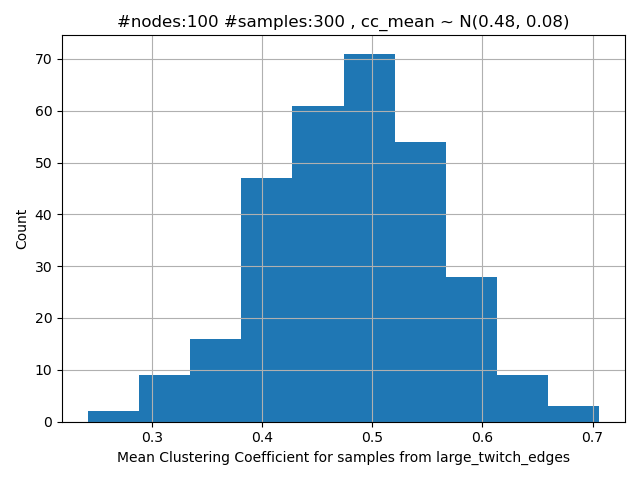 #nodes:100 #samples:300 , cc_mean ~ N(0.48, 0.08)
70
60
50
40
30
20
10
0
Count
0.3 0.4 0.5 0.6 0.7
Mean Clustering Coefficient for samples from large_twitch_edges